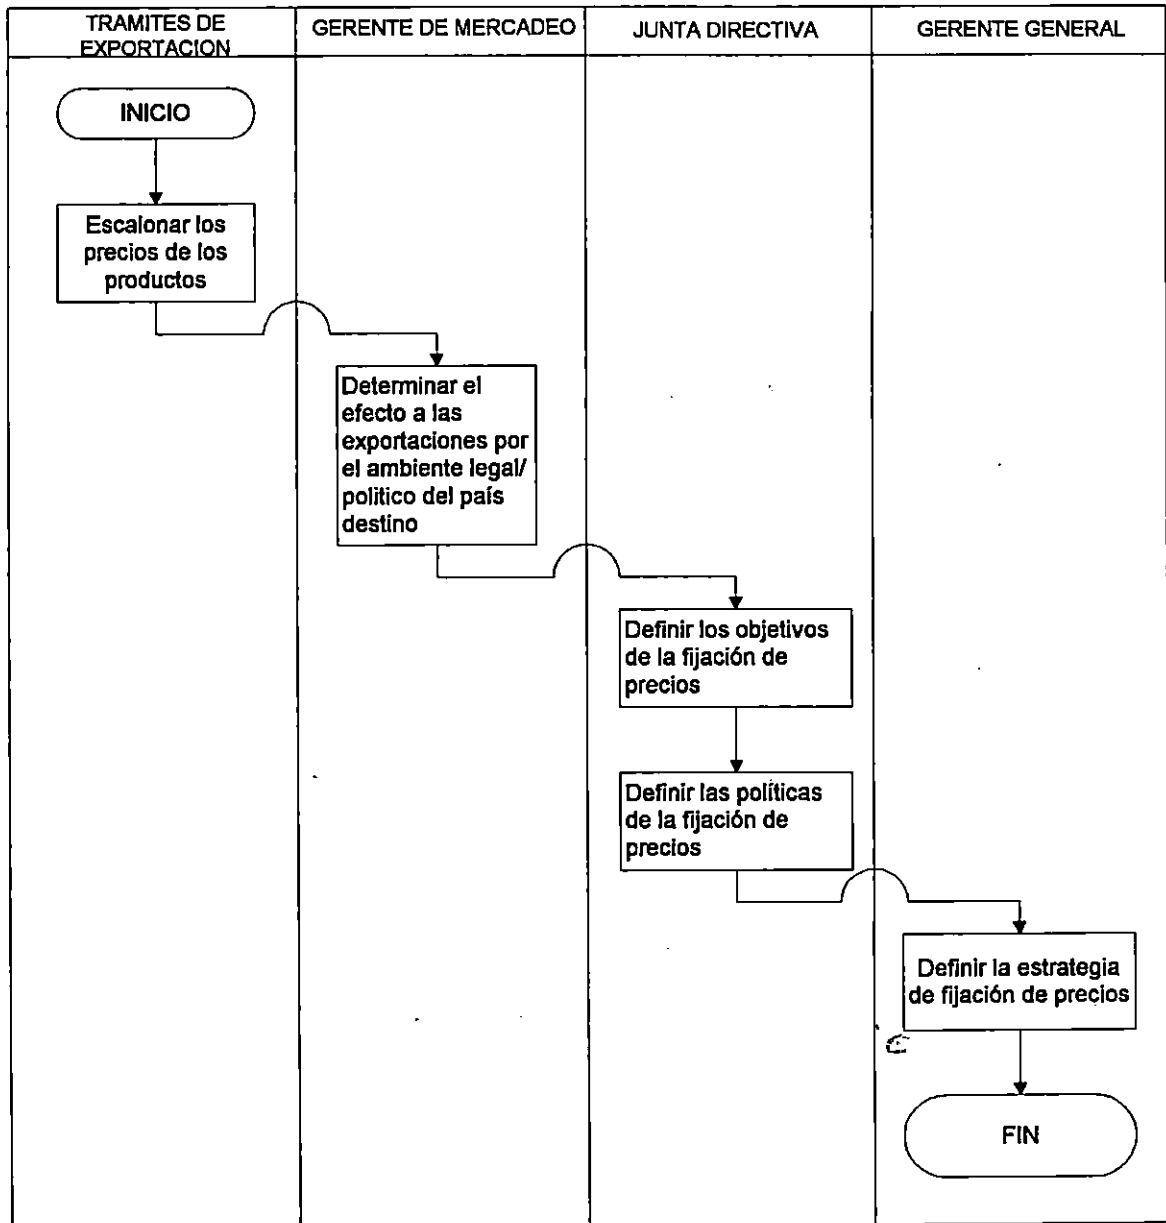 TRAMITES DE
EXPORTACION
GERENTE DE MERCADEO
JUNTA DIRECTIVA
GERENTE GENERAL
INICIO
Escalonar los
precios de los
productos
Determinar el
efecto a las
exportaciones por
el ambiente legal/
politico del país
destino
Definir los objetivos
de la fijación de
precios
Definir las políticas
de la fijación de
precios
Definir la estrategia
de fijación de precios
FIN